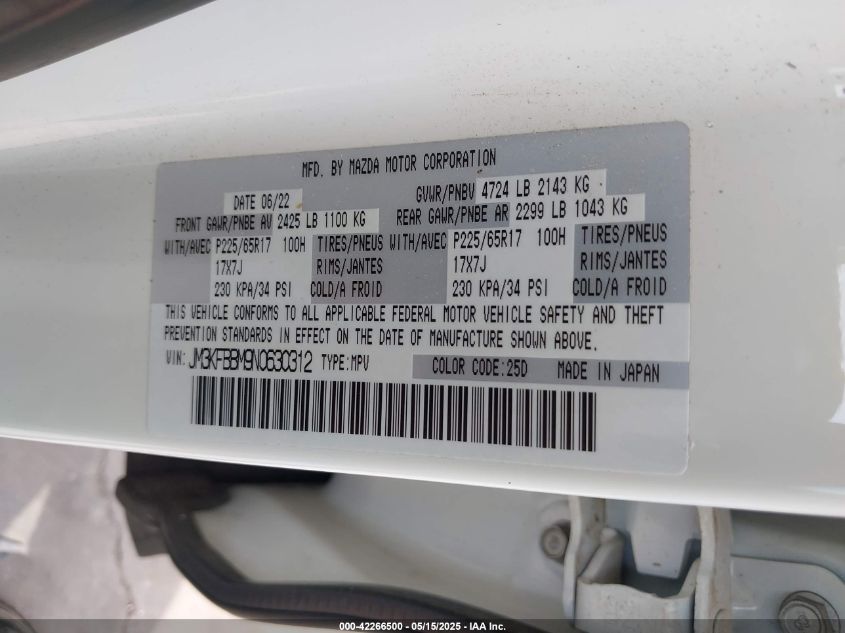 MFD. BY MAZDA MOTOR CORPORATION
DATE 06/22 GVWR/PNBV 4724 LB 2143 KG
FRONT GAWR/PNBE AV 2425 LB 1100 KG REAR GAWR/PNBE AR 2299 LB 1043 KG
WITH/AVEC P225/65R17 100H TIRES/PNEUS WITH/AVEC P225/65R17 100H TIRES/PNEUS
17X7J RIMS/JANTES 17X7J RIMS/JANTES
230 KPA/34 PSI COLD/A FROID 230 KPA/34 PSI COLD/A FROID
THIS VEHICLE CONFORMS TO ALL APPLICABLE FEDERAL MOTOR VEHICLE SAFETY AND THEFT
PREVENTION STANDARDS IN EFFECT ON THE DATE OF MANUFACTURE SHOWN ABOVE.
VIN: JM3KFBBM9N0630312 TYPE:MPV COLOR CODE:25D MADE IN JAPAN
000-42266500 - 05/15/2025 - IAA Inc.